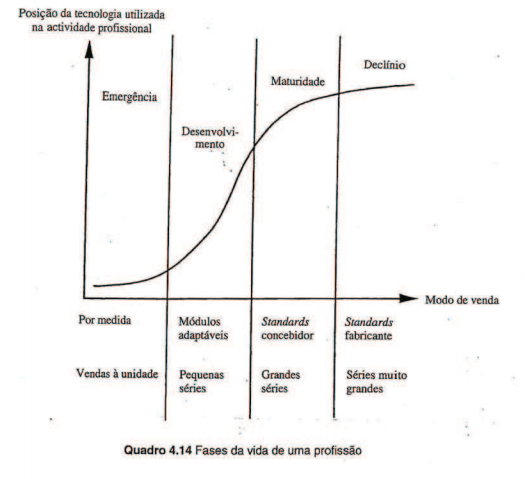 Posição da tecnologia utilizada
na actividade profissional
Declínio
Maturidade
Emergência
Desenvolvi-
mento
Modo de venda
Por medida
Módulos
adaptáveis
Standards
concebidor
Standards
fabricante
Vendas à unidade
Pequenas
séries
Grandes
séries
Séries muito
grandes
Quadro 4.14 Fases da vida de uma profissão